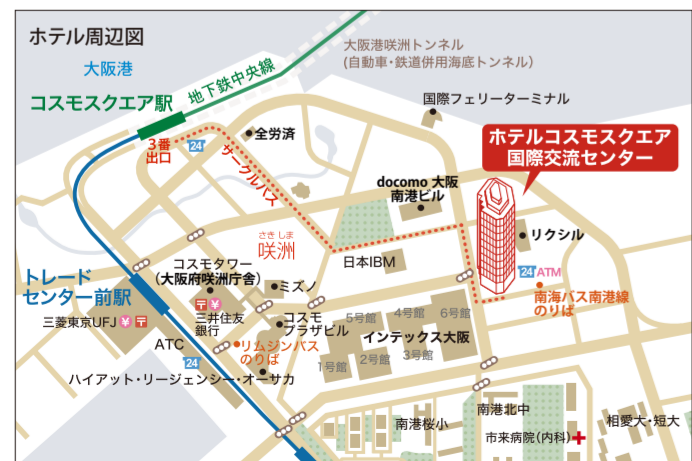 ホテル周辺図
大阪港
大阪港咲洲トンネル
(自動車・鉄道併用海底トンネル)
地下鉄中央線
コスモスクエア駅
国際フェリーターミナル
3番
出口
24
全労済
サークルバス
ホテルコスモスクエア
国際交流センター
docomo 大阪
南港ビル
さき しま
咲洲
リクシル
日本IBM
コスモタワー
(大阪府咲洲庁舎)
24 ATM
トレード
センター前駅
ミズノ
南海バス南港線
のりば
三井住友
銀行
コスモ
プラザビル
三菱東京UFJ
5号館
4号館
6号館
インテックス大阪
ATC
リムジンバス
のりば
1号館
2号館
3号館
24
ハイアット・リージェンシー・オーサカ
南港桜小
南港北中
相愛大・短大
市来病院(内科)